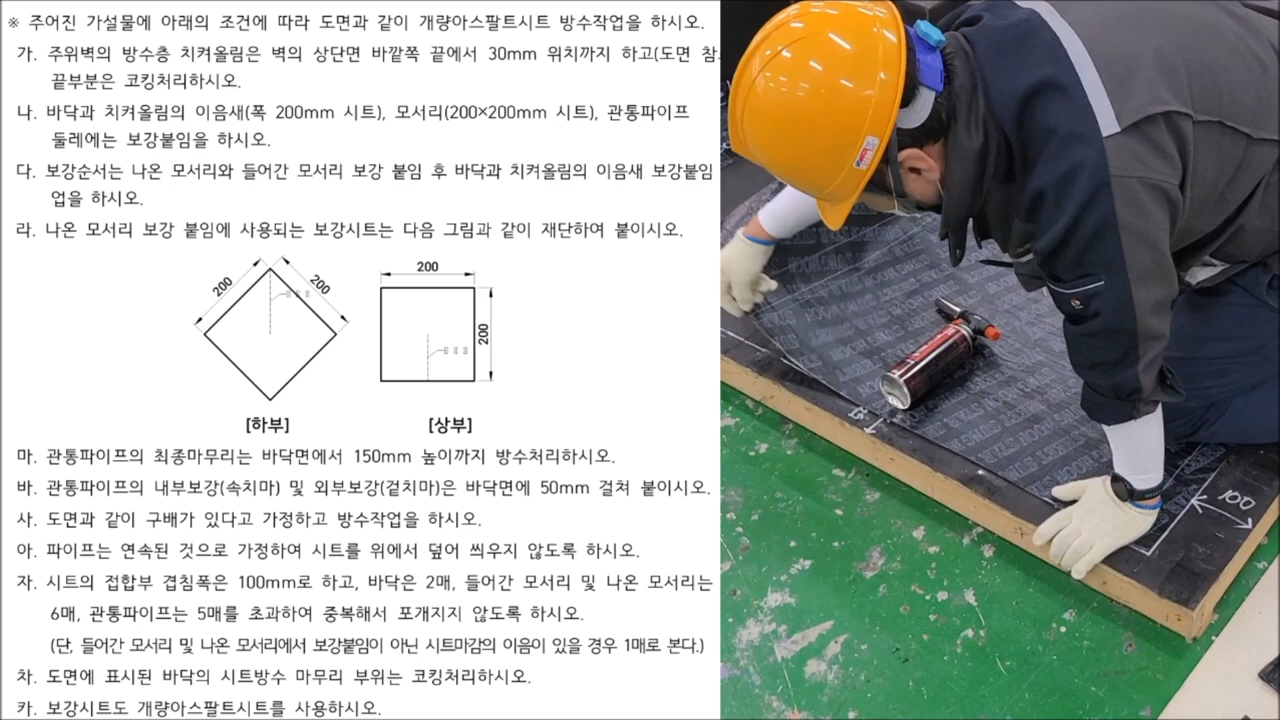 ※ 주어진 가설물에 아래의 조건에 따라 도면과 같이 개량아스팔트시트 방수작업을 하시오.
가. 주위벽의 방수층 치켜올림은 벽의 상단면 바깥쪽 끝에서 30mm 위치까지 하고(도면 참
끝부분은 코킹처리하시오.
나. 바닥과 치켜올림의 이음새(폭 200mm 시트), 모서리(200×200mm 시트), 관통파이프
둘레에는 보강붙임을 하시오.
다. 보강순서는 나온 모서리와 들어간 모서리 보강 붙임 후 바닥과 치켜올림의 이음새 보강붙임
업을 하시오.
라. 나온 모서리 보강 붙임에 사용되는 보강시트는 다음 그림과 같이 재단하여 붙이시오.
200 200 200
200
[하부] [상부]
마. 관통파이프의 최종마무리는 바닥면에서 150mm 높이까지 방수처리하시오.
바. 관통파이프의 내부보강(속치마) 및 외부보강(겉치마)은 바닥면에 50mm 걸쳐 붙이시오.
사. 도면과 같이 구배가 있다고 가정하고 방수작업을 하시오.
아. 파이프는 연속된 것으로 가정하여 시트를 위에서 덮어 씌우지 않도록 하시오.
자. 시트의 접합부 겹침폭은 100mm로 하고, 바닥은 2매, 들어간 모서리 및 나온 모서리는
6매, 관통파이프는 5매를 초과하여 중복해서 포개지지 않도록 하시오.
(단, 들어간 모서리 및 나온 모서리에서 보강붙임이 아닌 시트마감의 이음이 있을 경우 1매로 본다.)
차. 도면에 표시된 바닥의 시트방수 마무리 부위는 코킹처리하시오.
카. 보강시트도 개량아스팔트시트를 사용하시오.
100